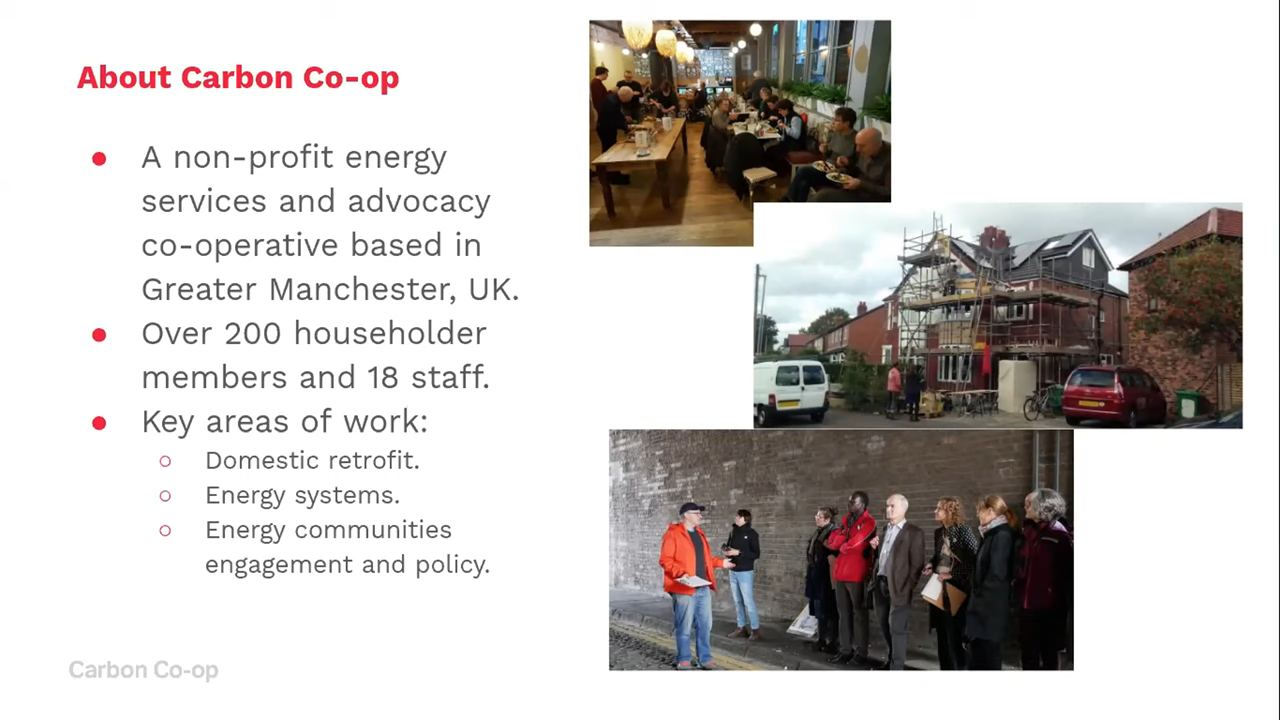 About Carbon Co-op
● A non-profit energy
services and advocacy
co-operative based in
Greater Manchester, UK.
● Over 200 householder
members and 18 staff.
● Key areas of work:
○ Domestic retrofit.
○ Energy systems.
○ Energy communities
engagement and policy.
Carbon Co-op